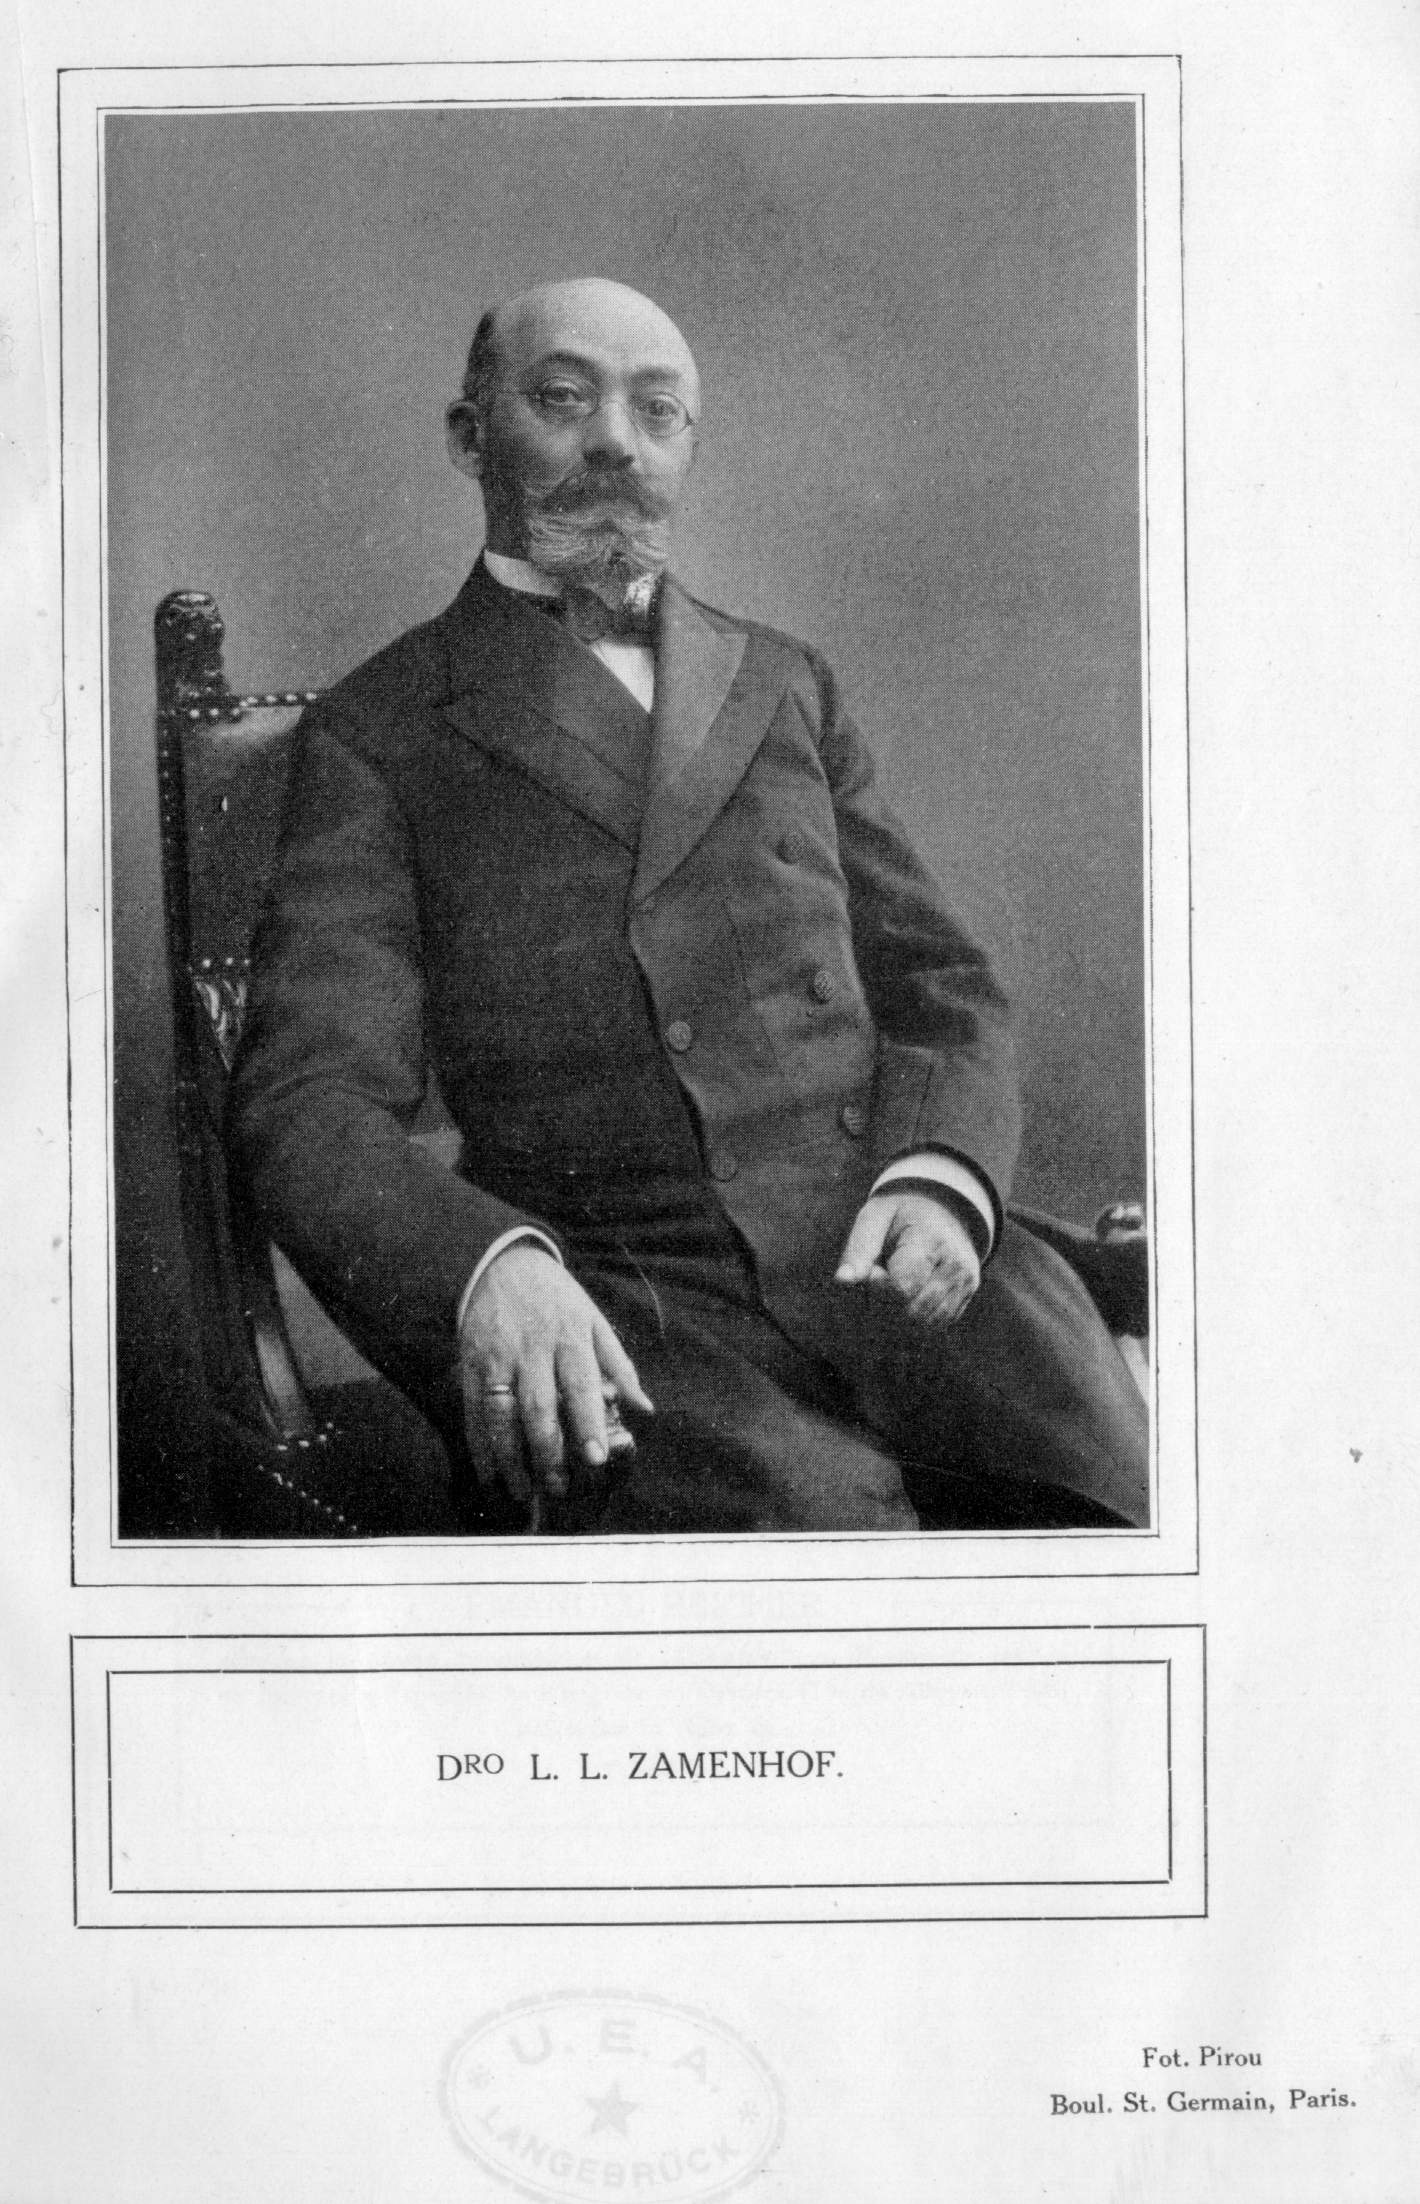 DRO L. L. ZAMENHOF.
U. E. A.
LANGEBRÜCK
Fot. Pirou
Boul. St. Germain, Paris.